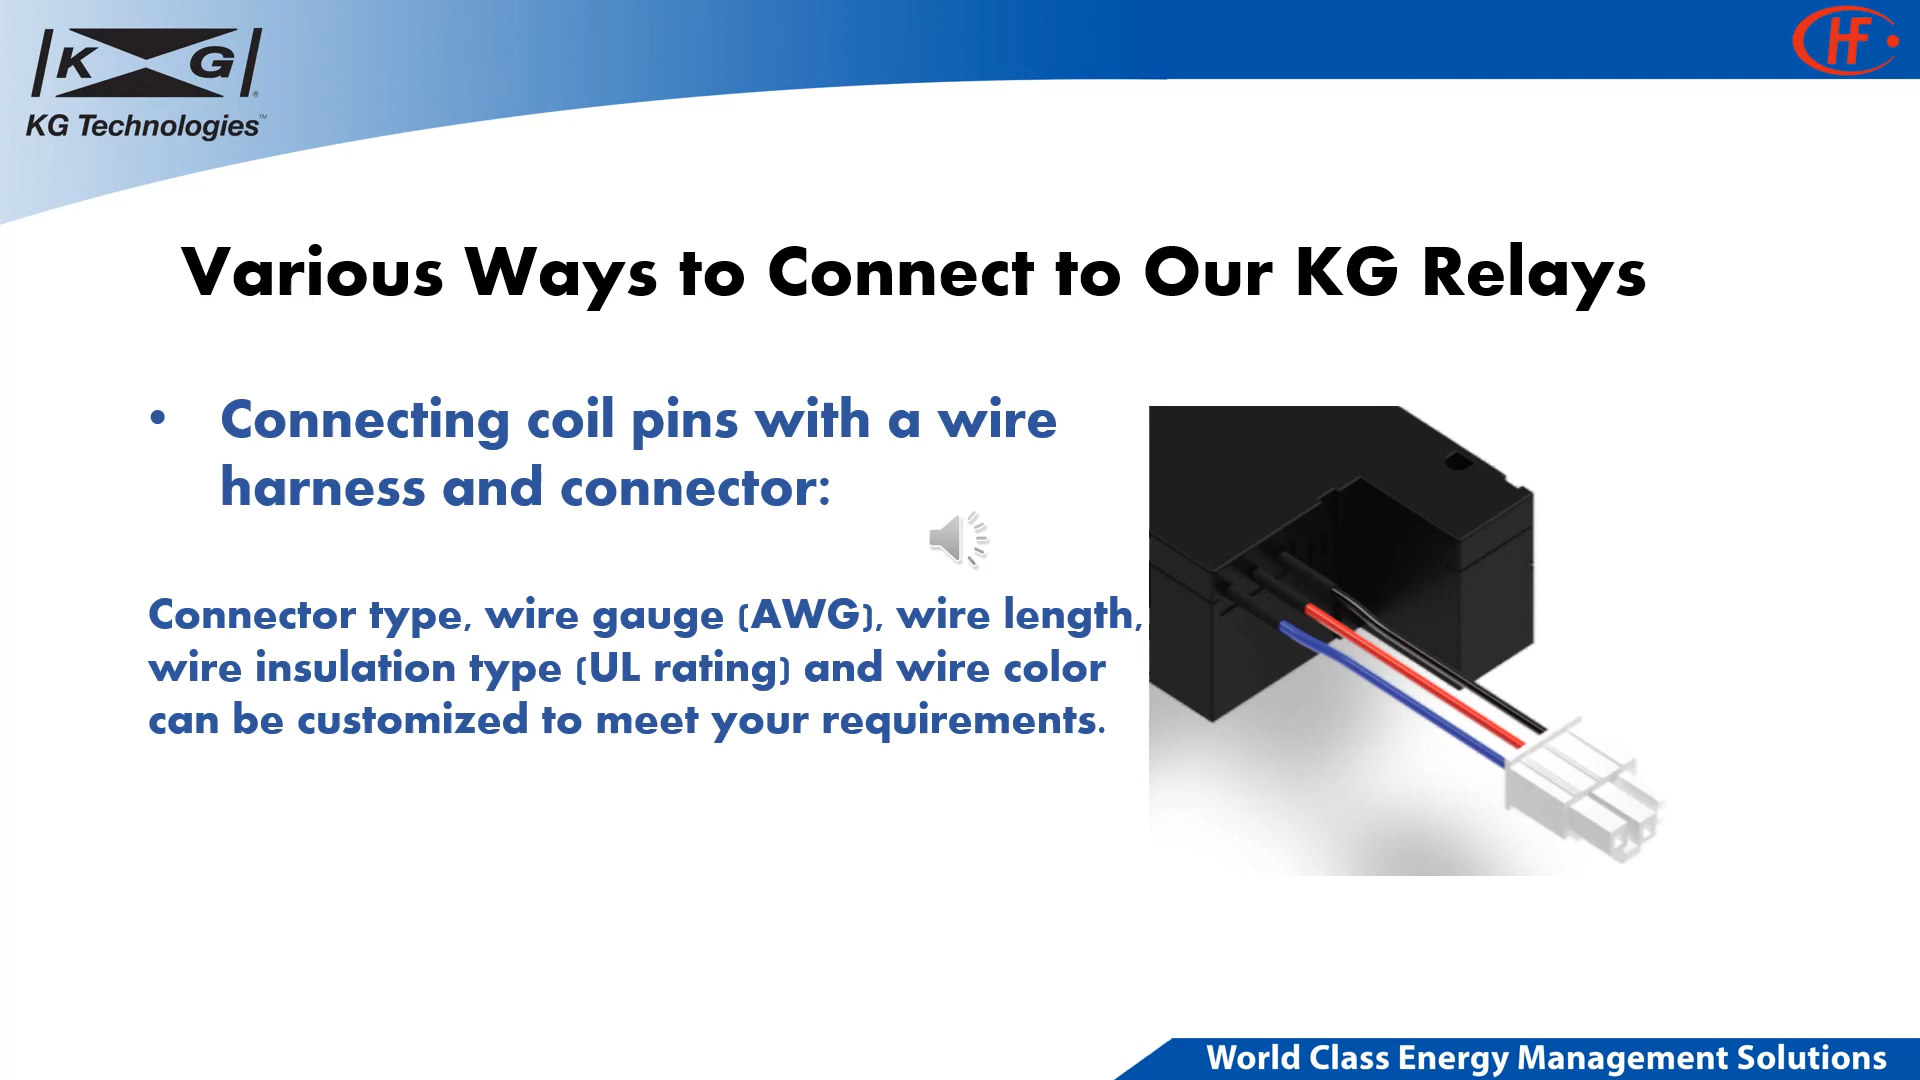 K G
KG Technologies™
HF
Various Ways to Connect to Our KG Relays
• Connecting coil pins with a wire
harness and connector:
Connector type, wire gauge (AWG), wire length,
wire insulation type (UL rating) and wire color
can be customized to meet your requirements.
World Class Energy Management Solutions